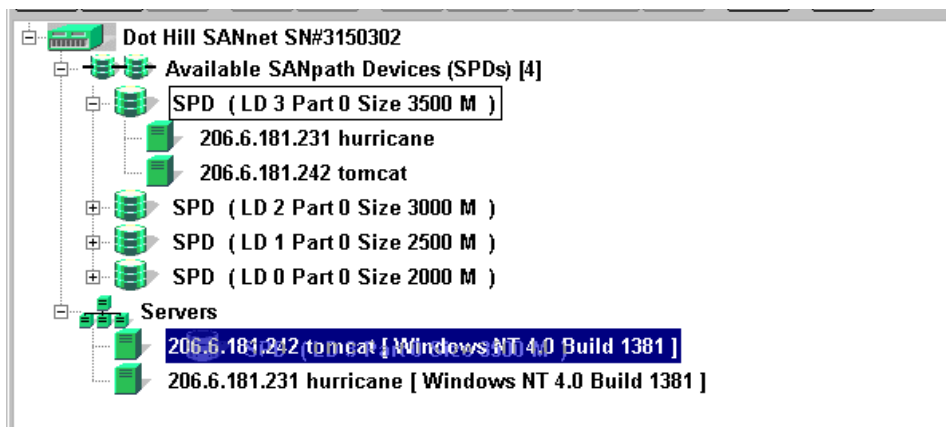 Dot Hill SANnet SN#3150302
Available SANpath Devices (SPDs) [4]
SPD ( LD 3 Part 0 Size 3500 M )
206.6.181.231 hurricane
206.6.181.242 tomcat
SPD ( LD 2 Part 0 Size 3000 M )
SPD ( LD 1 Part 0 Size 2500 M )
SPD ( LD 0 Part 0 Size 2000 M )
Servers
206.6.181.242 tomcat [ Windows NT 4.0 Build 1381 ]
206.6.181.231 hurricane [ Windows NT 4.0 Build 1381 ]